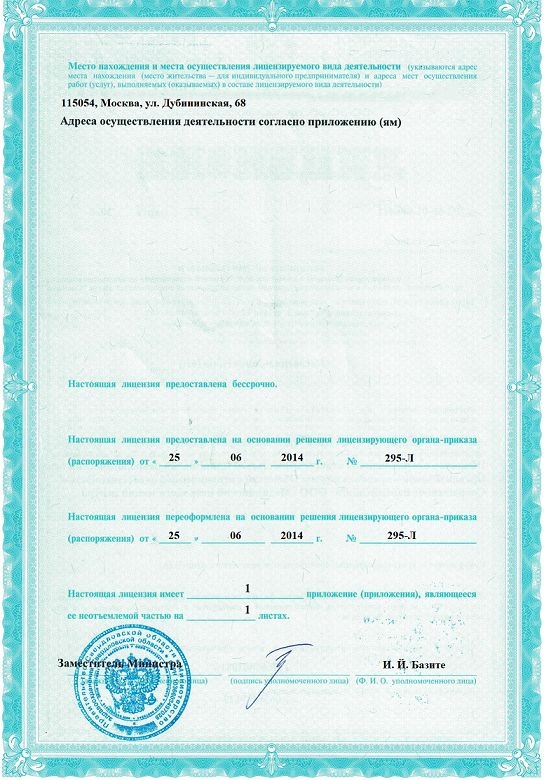 Место нахождения и места осуществления лицензируемого вида деятельности (указываются адрес
места нахождения (место жительства — для индивидуального предпринимателя) и адреса мест осуществления
работ (услуг), выполняемых (оказываемых) в составе лицензируемого вида деятельности)
115054, Москва, ул. Дубининская, 68
Адреса осуществления деятельности согласно приложению (ям)
Настоящая лицензия предоставлена бессрочно.
Настоящая лицензия предоставлена на основании решения лицензирующего органа-приказа
(распоряжения) от « 25 » 06 2014 г. № 295-Л
Настоящая лицензия переоформлена на основании решения лицензирующего органа-приказа
(распоряжения) от « 25 » 06 2014 г. № 295-Л
Настоящая лицензия имеет 1 приложение (приложения), являющееся
ее неотъемлемой частью на 1 листах.
Заместитель Министра И. Й. Базите
(подпись уполномоченного лица) (Ф. И. О. уполномоченного лица)